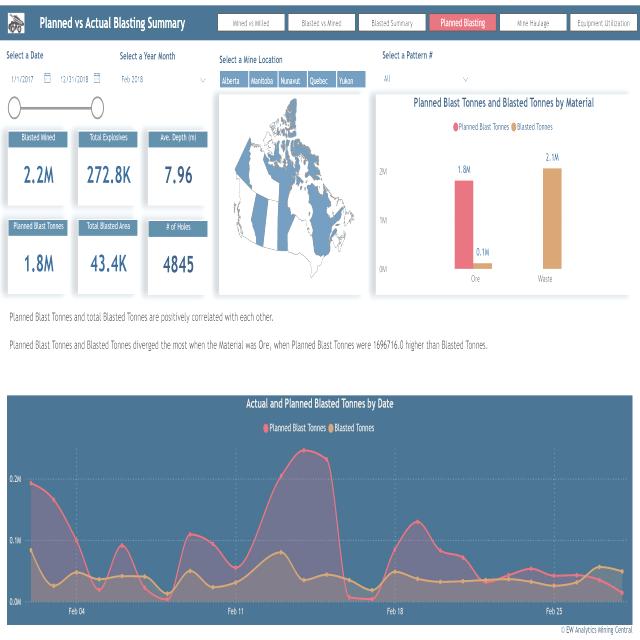 Planned vs Actual Blasting Summary
Mined vs Milled
Blasted vs Mined
Blasted Summary
Planned Blasting
Mine Haulage
Equipment Utilization
Select a Date
Select a Year Month
Select a Mine Location
Select a Pattern #
1/1/2017
12/31/2018
Feb 2018
Alberta
Manitoba
Nunavut
Quebec
Yukon
All
Blasted Mined
2.2M
Total Explosives
272.8K
Ave. Depth (m)
7.96
Planned Blast Tonnes
1.8M
Total Blasted Area
43.4K
# of Holes
4845
Planned Blast Tonnes and Blasted Tonnes by Material
Planned Blast Tonnes
Blasted Tonnes
2M
1M
0M
1.8M
0.1M
2.1M
Ore
Waste
Planned Blast Tonnes and total Blasted Tonnes are positively correlated with each other.
Planned Blast Tonnes and Blasted Tonnes diverged the most when the Material was Ore, when Planned Blast Tonnes were 1696716.0 higher than Blasted Tonnes.
Actual and Planned Blasted Tonnes by Date
Planned Blast Tonnes
Blasted Tonnes
0.2M
0.1M
0.0M
Feb 04
Feb 11
Feb 18
Feb 25
© EW Analytics Mining Central